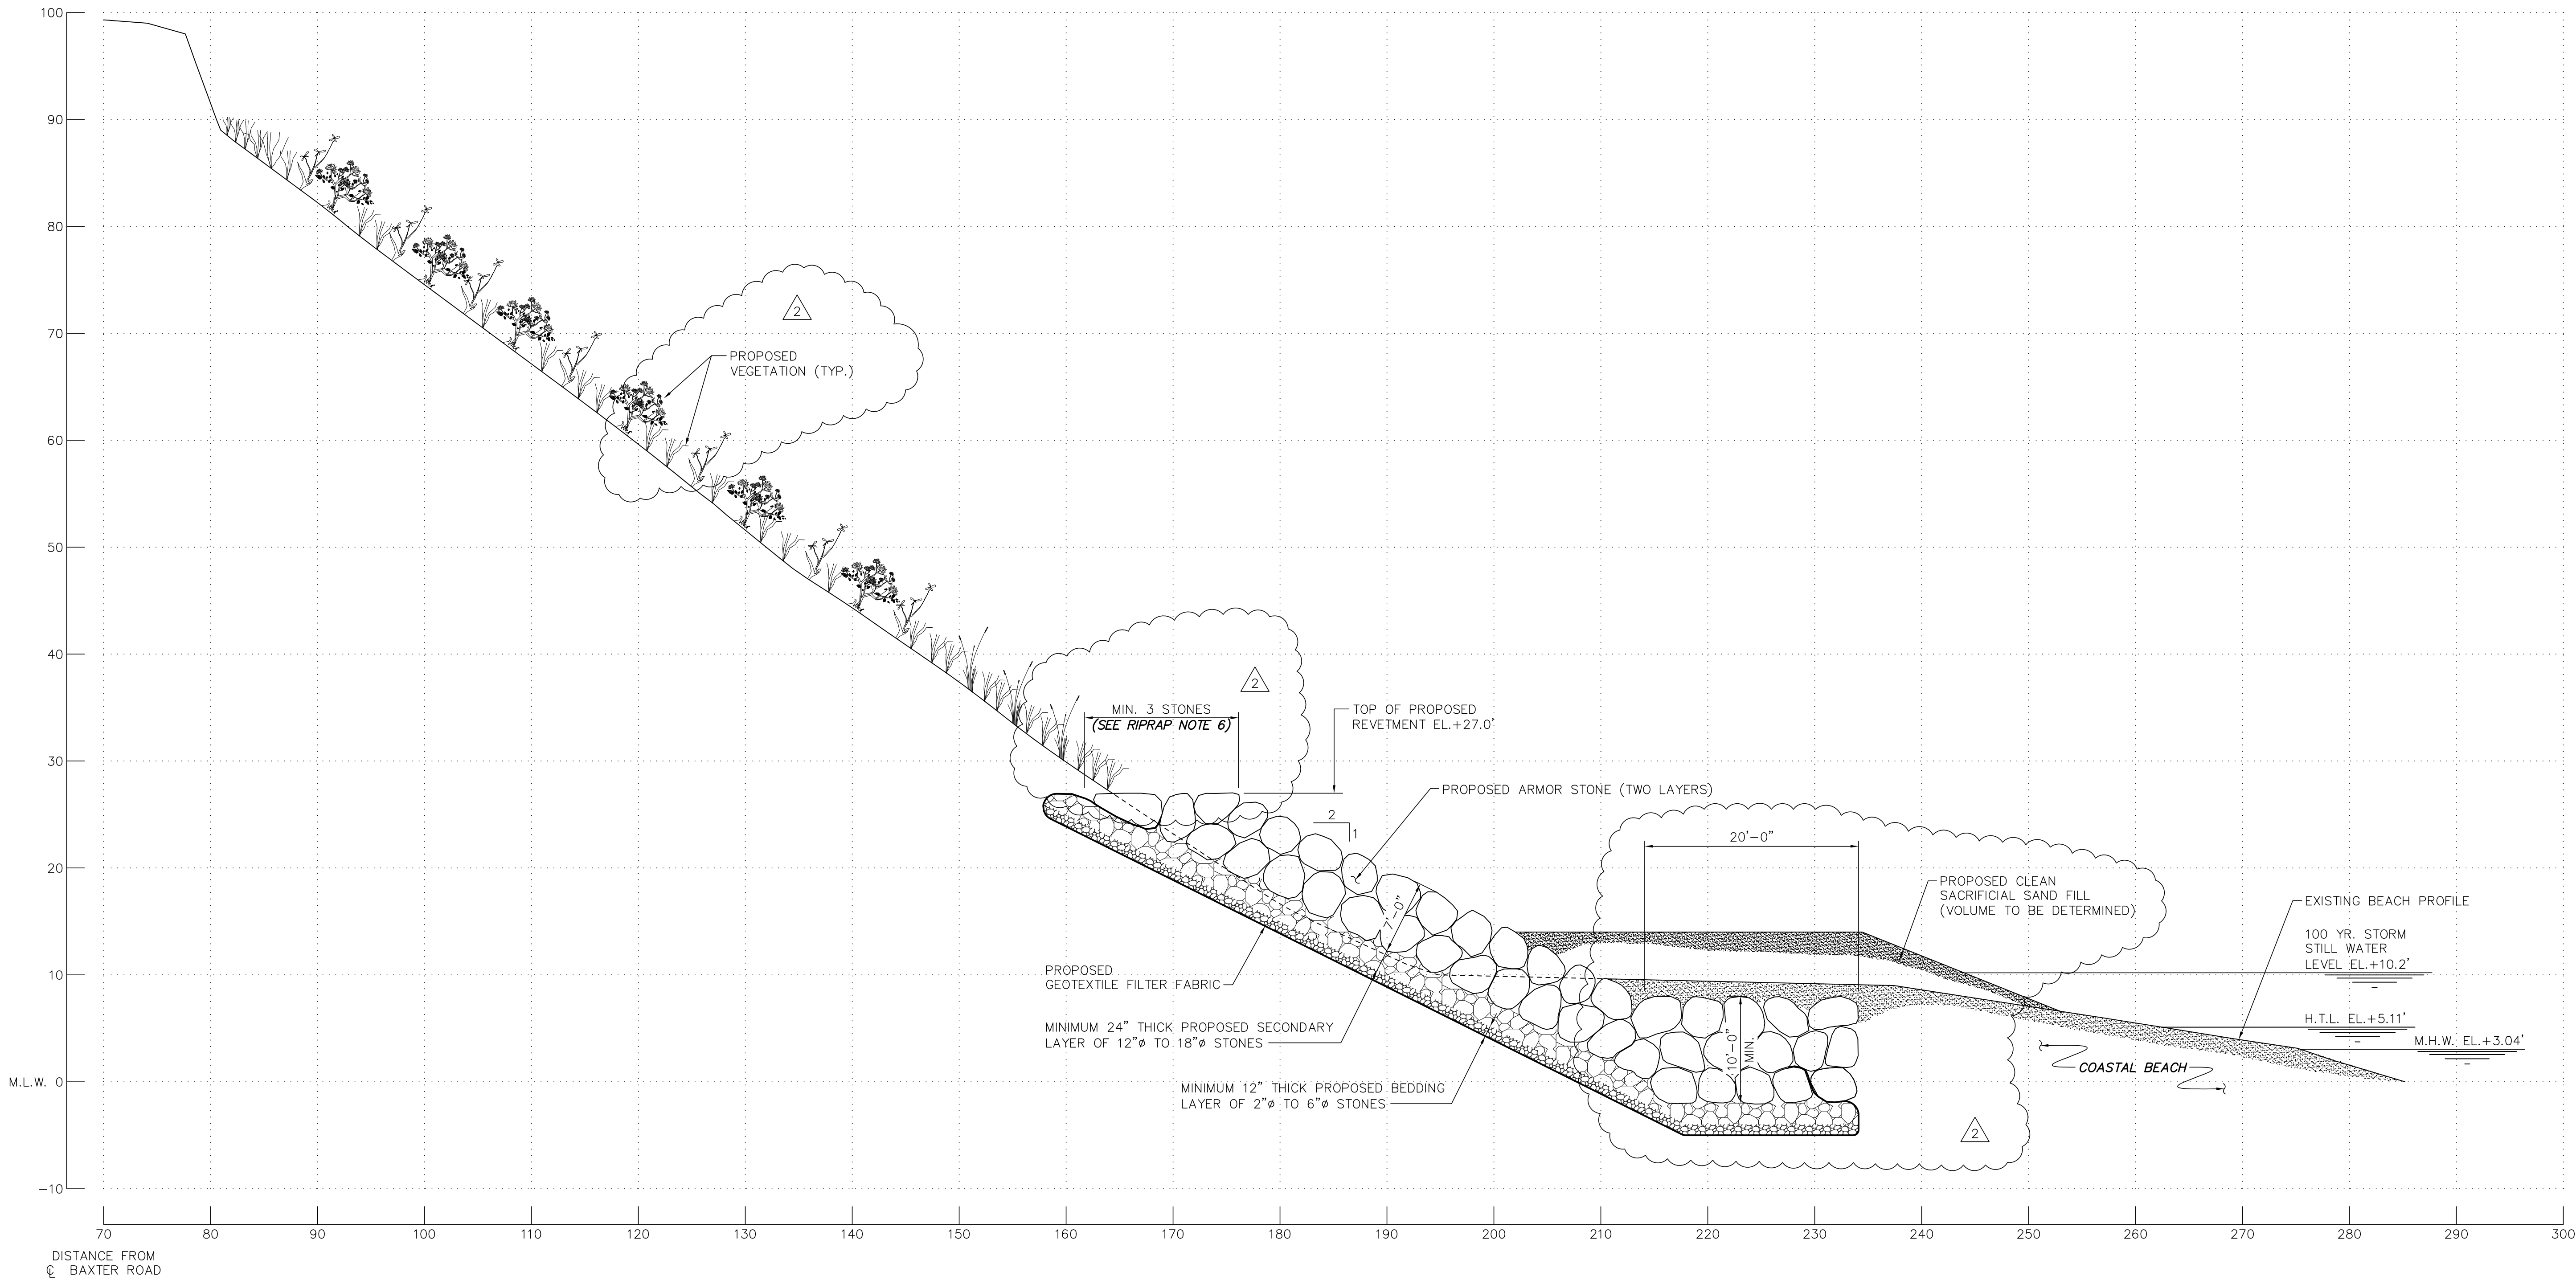 100
90
80
70
60
50
40
30
20
10
M.L.W. 0
-10
2
PROPOSED
VEGETATION (TYP.)
2
MIN. 3 STONES
(SEE RIPRAP NOTE 6)
TOP OF PROPOSED
REVETMENT EL.+27.0'
PROPOSED ARMOR STONE (TWO LAYERS)
2
1
20'-0"
PROPOSED CLEAN
SACRIFICIAL SAND FILL
(VOLUME TO BE DETERMINED)
EXISTING BEACH PROFILE
100 YR. STORM
STILL WATER
LEVEL EL.+10.2'
7'-0"
PROPOSED
GEOTEXTILE FILTER FABRIC
MINIMUM 24" THICK PROPOSED SECONDARY
LAYER OF 12"ø TO 18"ø STONES
H.T.L. EL.+5.11'
M.H.W. EL.+3.04'
10'-0"
MIN.
COASTAL BEACH
MINIMUM 12" THICK PROPOSED BEDDING
LAYER OF 2"ø TO 6"ø STONES
2
70 80 90 100 110 120 130 140 150 160 170 180 190 200 210 220 230 240 250 260 270 280 290 300
DISTANCE FROM
℄ BAXTER ROAD